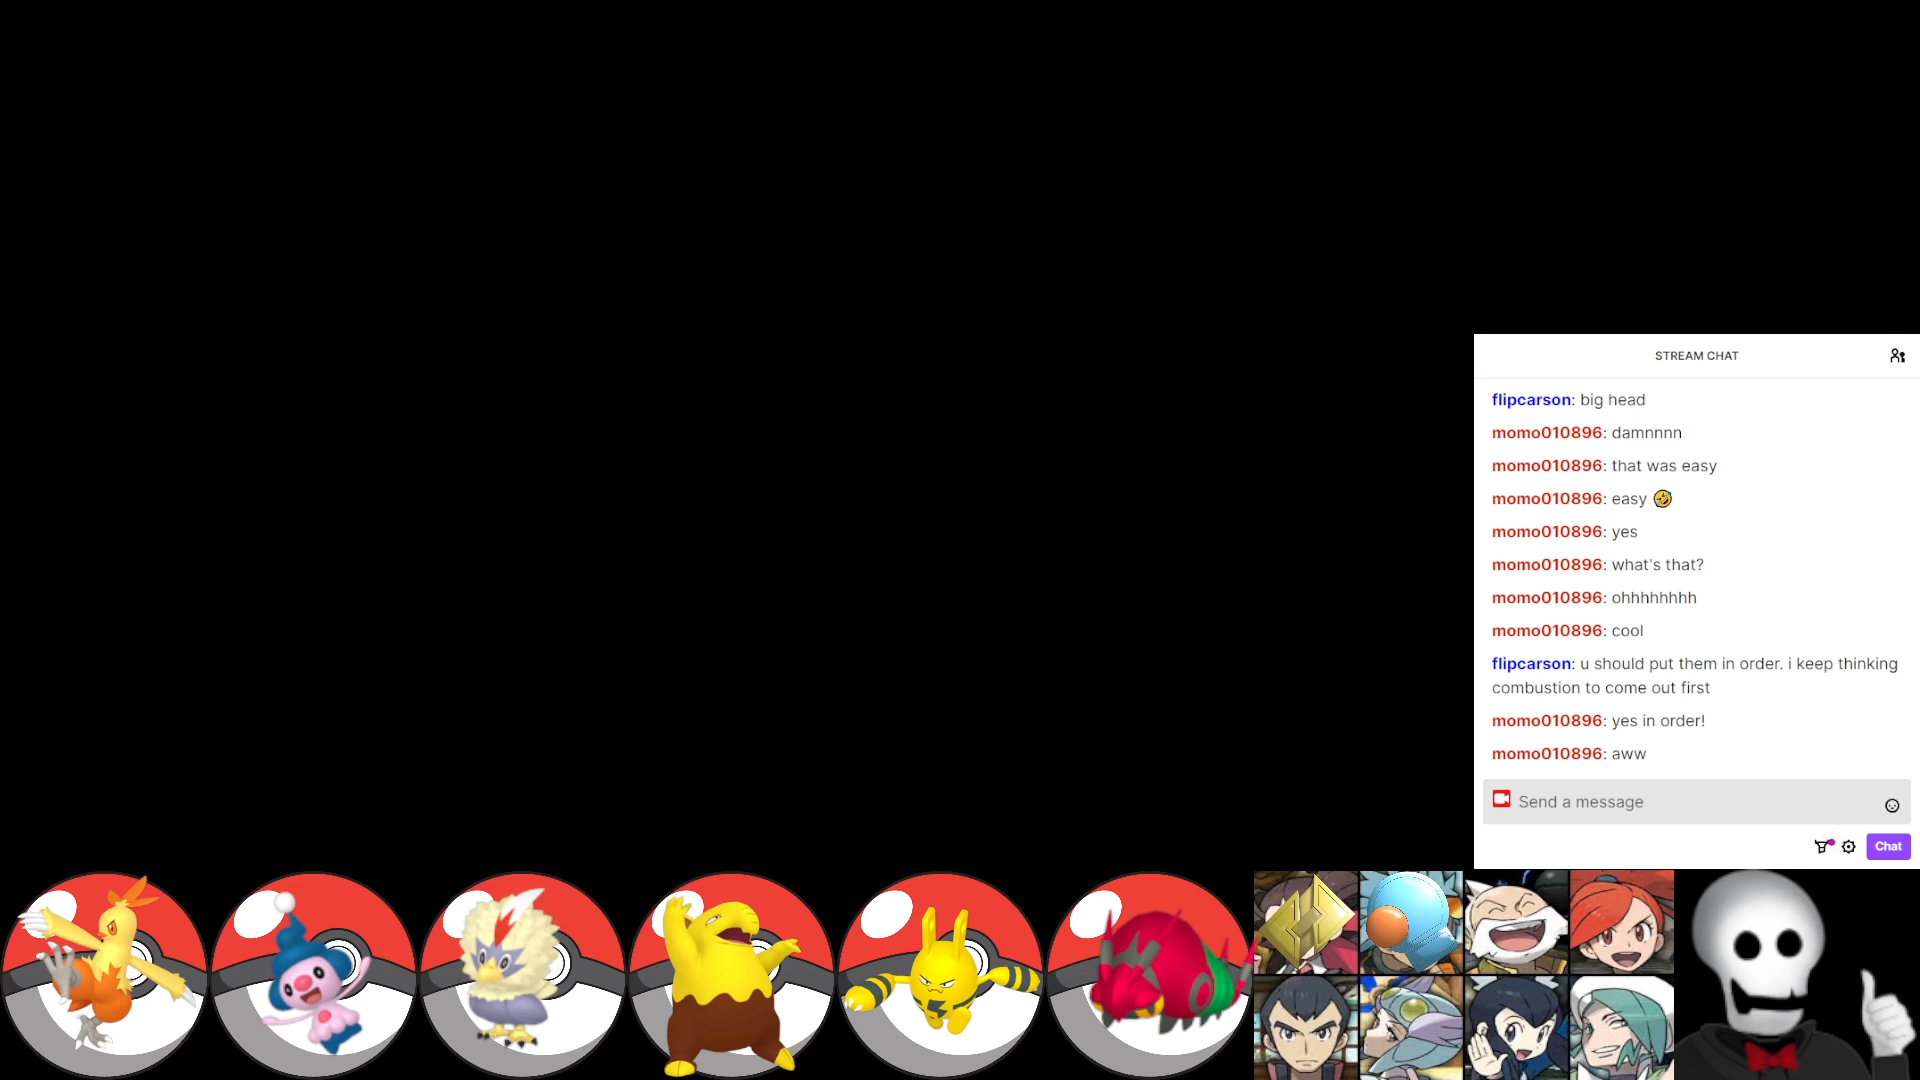 STREAM CHAT
flipcarson: big head
momo010896: damnnnn
momo010896: that was easy
momo010896: easy 🤣
momo010896: yes
momo010896: what's that?
momo010896: ohhhhhhhh
momo010896: cool
flipcarson: u should put them in order. i keep thinking
combustion to come out first
momo010896: yes in order!
momo010896: aww
Send a message
Chat